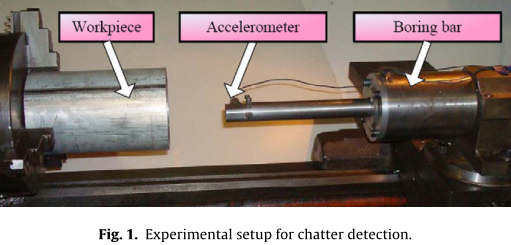 Workpiece
Accelerometer
Boring bar
Fig. 1. Experimental setup for chatter detection.